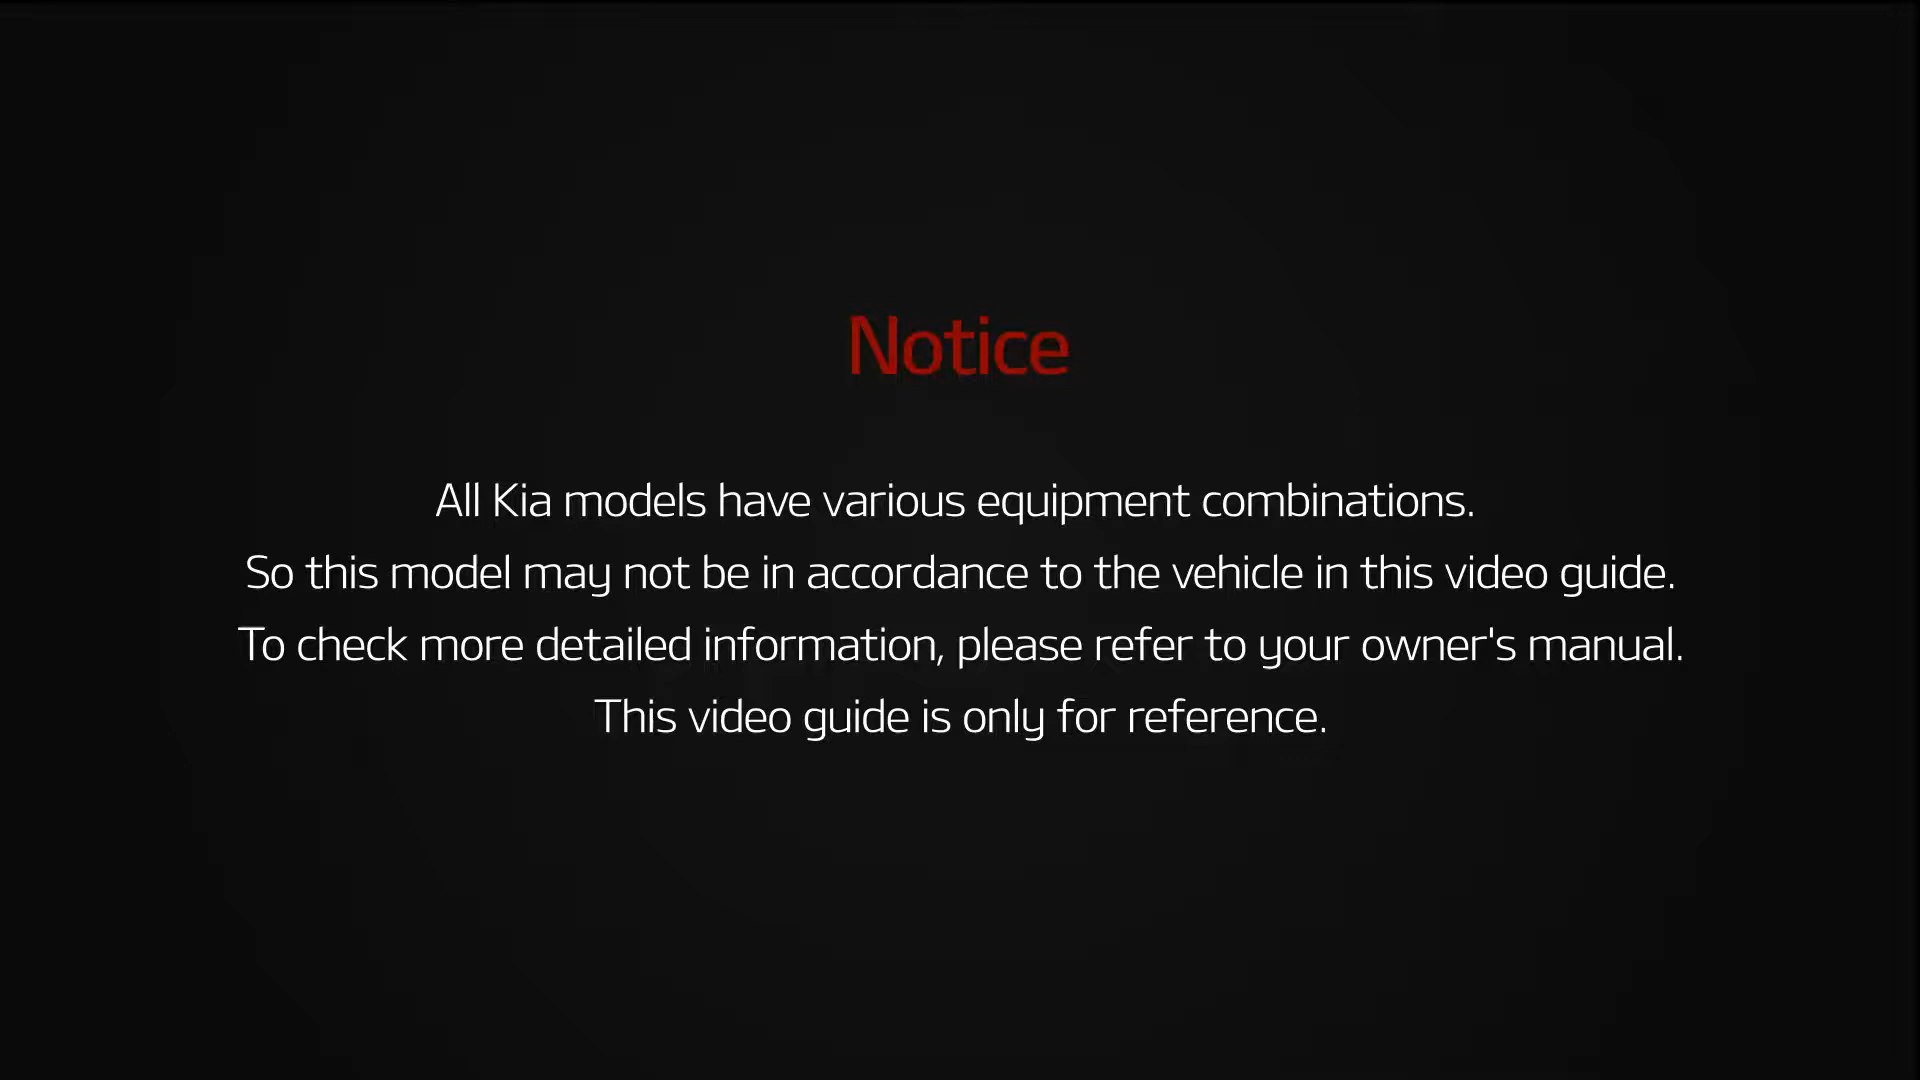 Notice
All Kia models have various equipment combinations.
So this model may not be in accordance to the vehicle in this video guide.
To check more detailed information, please refer to your owner's manual.
This video guide is only for reference.